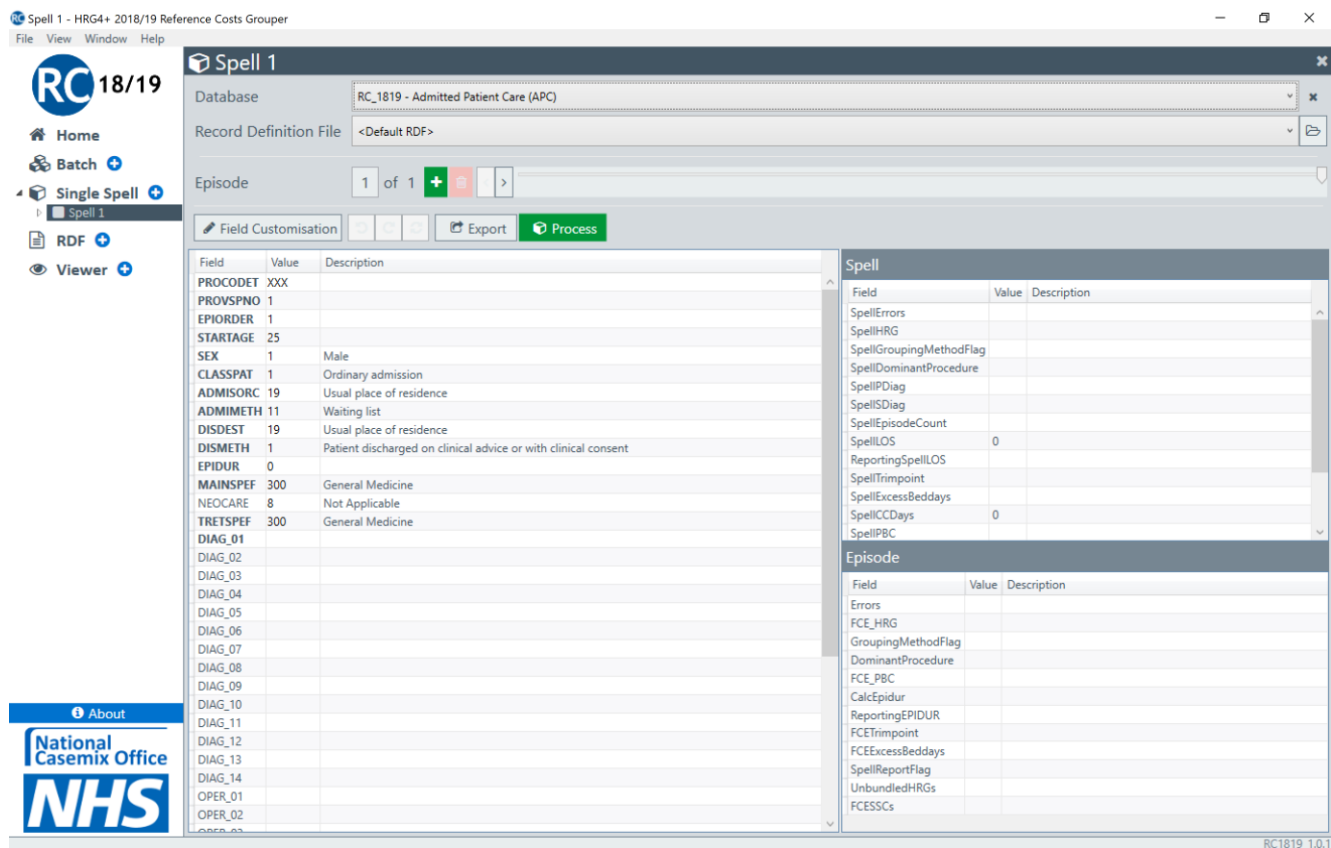 Spell 1 - HRG4+ 2018/19 Reference Costs Grouper
File View Window Help
RC 18/19
Home
Batch
Single Spell
Spell 1
RDF
Viewer
About
National
Casemix Office
NHS
Spell 1
Database RC_1819 - Admitted Patient Care (APC)
Record Definition File <Default RDF>
Episode 1 of 1
Field Customisation Export Process
Field Value Description
PROCODET XXX
PROVSPNO 1
EPIORDER 1
STARTAGE 25
SEX 1 Male
CLASSPAT 1 Ordinary admission
ADMISORC 19 Usual place of residence
ADMIMETH 11 Waiting list
DISDEST 19 Usual place of residence
DISMETH 1 Patient discharged on clinical advice or with clinical consent
EPIDUR 0
MAINSPEF 300 General Medicine
NEOCARE 8 Not Applicable
TRETSPEF 300 General Medicine
DIAG_01
DIAG_02
DIAG_03
DIAG_04
DIAG_05
DIAG_06
DIAG_07
DIAG_08
DIAG_09
DIAG_10
DIAG_11
DIAG_12
DIAG_13
DIAG_14
OPER_01
OPER_02
OPER_03
Spell
Field Value Description
SpellErrors
SpellHRG
SpellGroupingMethodFlag
SpellDominantProcedure
SpellPDiag
SpellSDiag
SpellEpisodeCount
SpellLOS 0
ReportingSpellLOS
SpellTrimpoint
SpellExcessBeddays
SpellCCDays 0
SpellPBC
Episode
Field Value Description
Errors
FCE_HRG
GroupingMethodFlag
DominantProcedure
FCE_PBC
CalcEpidur
ReportingEPIDUR
FCETrimpoint
FCEExcessBeddays
SpellReportFlag
UnbundledHRGs
FCESSCs
RC1819 1.0.1